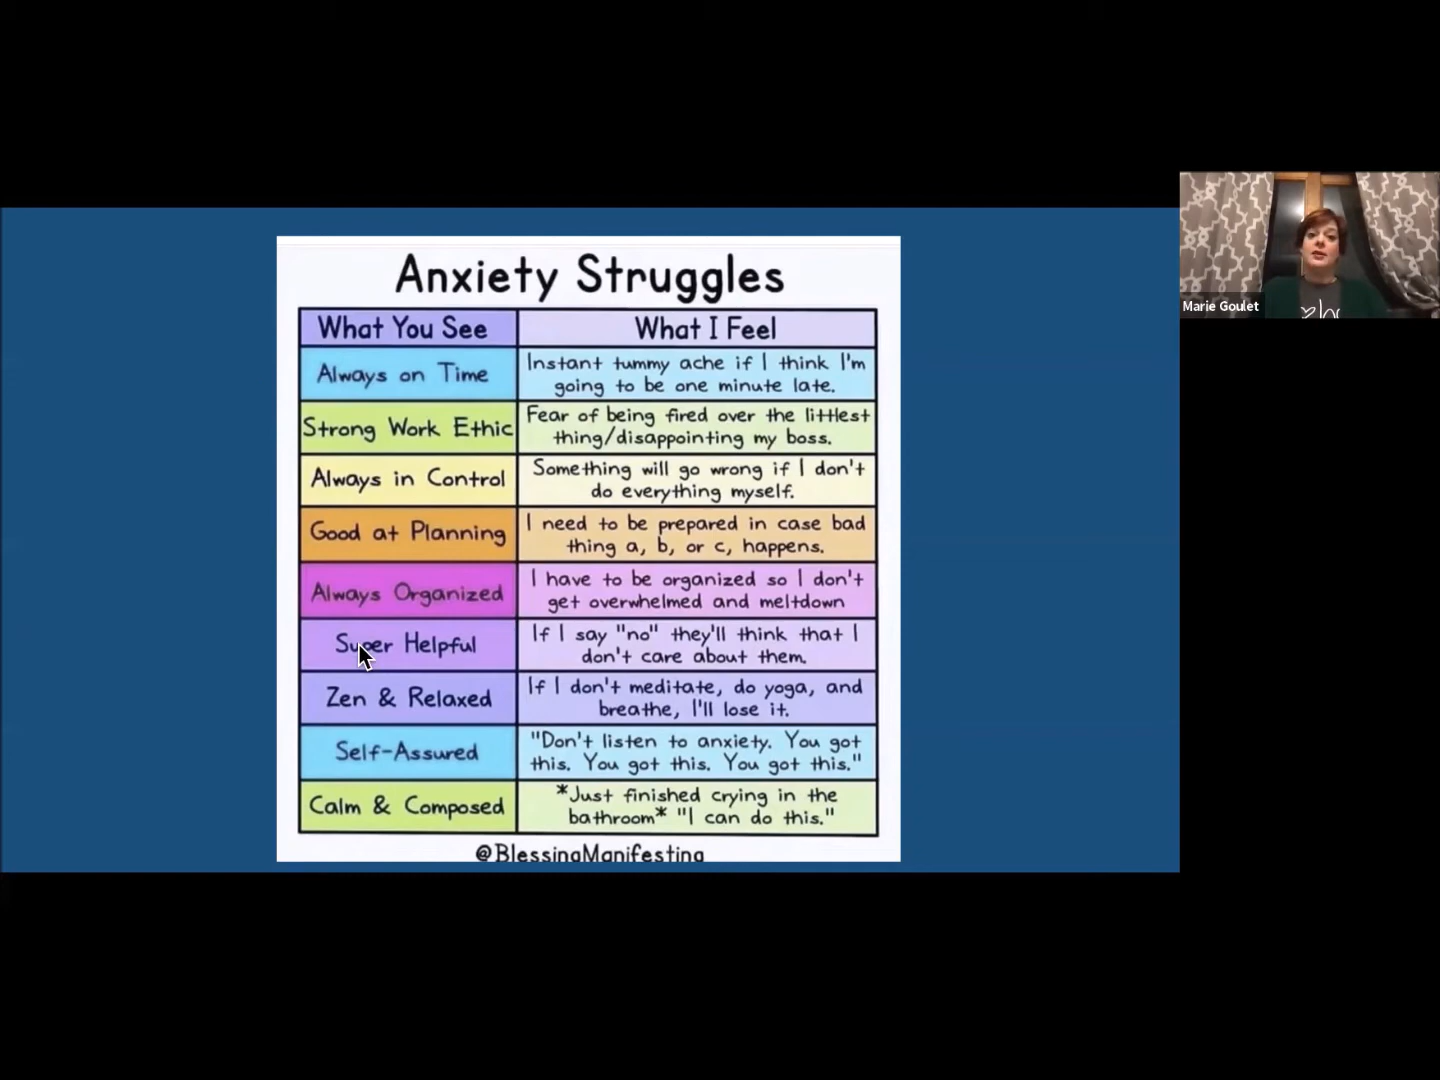 Anxiety Struggles
What You See
What I Feel
Always on Time
Instant tummy ache if I think I'm
going to be one minute late.
Strong Work Ethic
Fear of being fired over the littlest
thing/disappointing my boss.
Always in Control
Something will go wrong if I don't
do everything myself.
Good at Planning
I need to be prepared in case bad
thing a, b, or c, happens.
Always Organized
I have to be organized so I don't
get overwhelmed and meltdown
Super Helpful
If I say "no" they'll think that I
don't care about them.
Zen & Relaxed
If I don't meditate, do yoga, and
breathe, I'll lose it.
Self-Assured
"Don't listen to anxiety. You got
this. You got this. You got this."
Calm & Composed
*Just finished crying in the
bathroom* "I can do this."
@BlessingManifesting
Marie Goulet